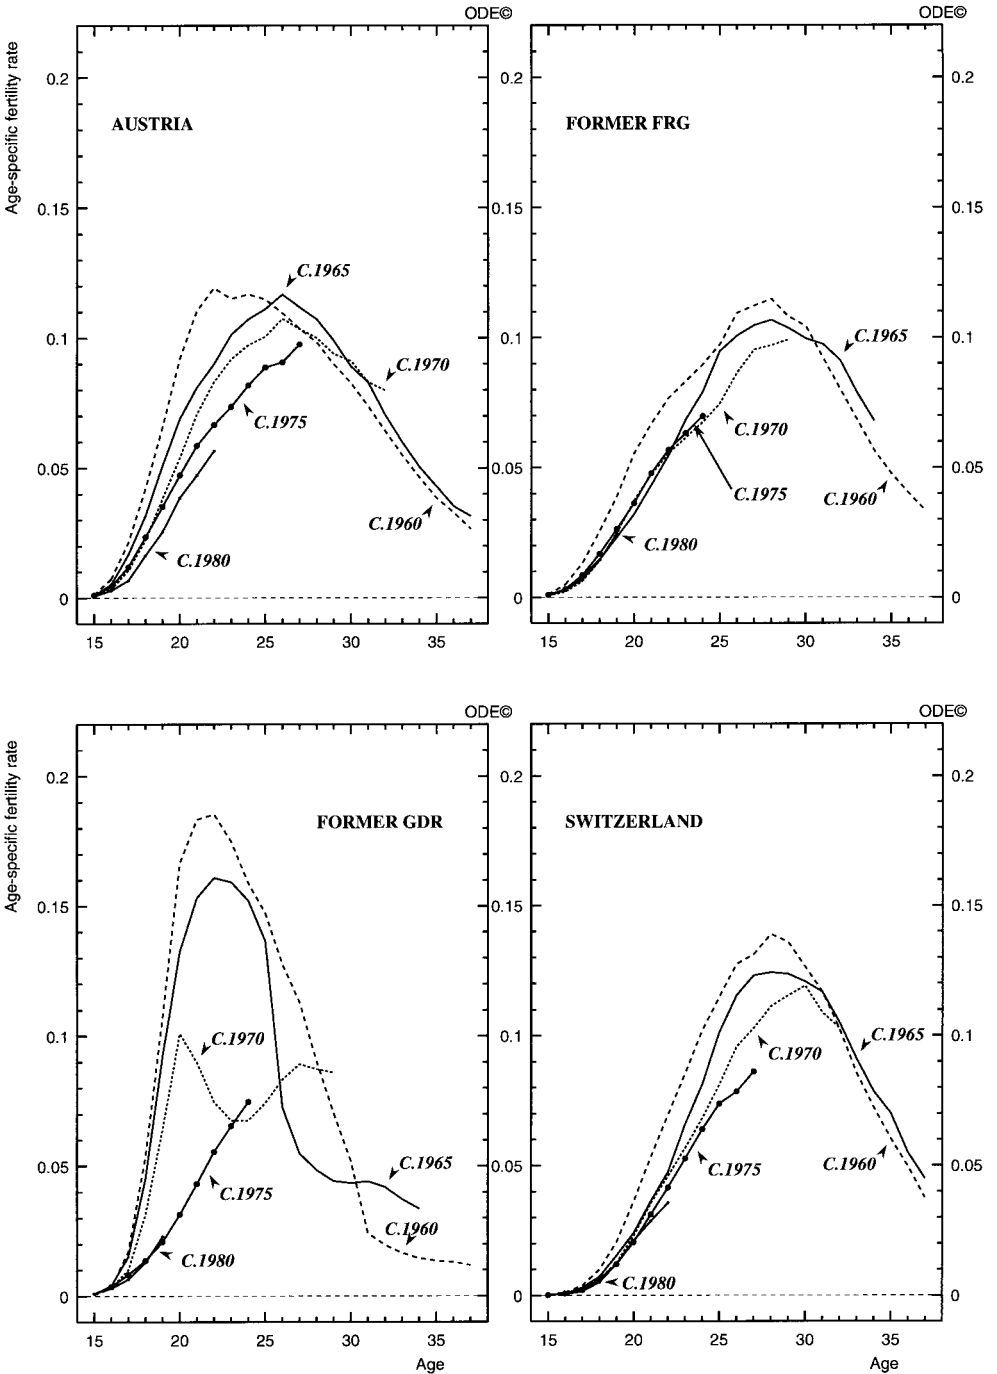 ODE© ODE©
Age-specific fertility rate
0.2 0.2 0.2
AUSTRIA FORMER FRG
0.15 0.15 0.15
C.1965
0.1 0.1 0.1
C.1965
C.1970
C.1975 C.1970
0.05 0.05 0.05
C.1975
C.1960 C.1960
C.1980 C.1980
0 0 0
15 20 25 30 35 15 20 25 30 35
ODE© ODE©
Age-specific fertility rate
0.2 0.2 0.2
FORMER GDR SWITZERLAND
0.15 0.15 0.15
0.1 0.1 0.1
C.1970 C.1965
C.1970
0.05 0.05 0.05
C.1965 C.1960
C.1975 C.1975
C.1960
C.1980 C.1980
0 0 0
15 20 25 30 35 15 20 25 30 35
Age Age